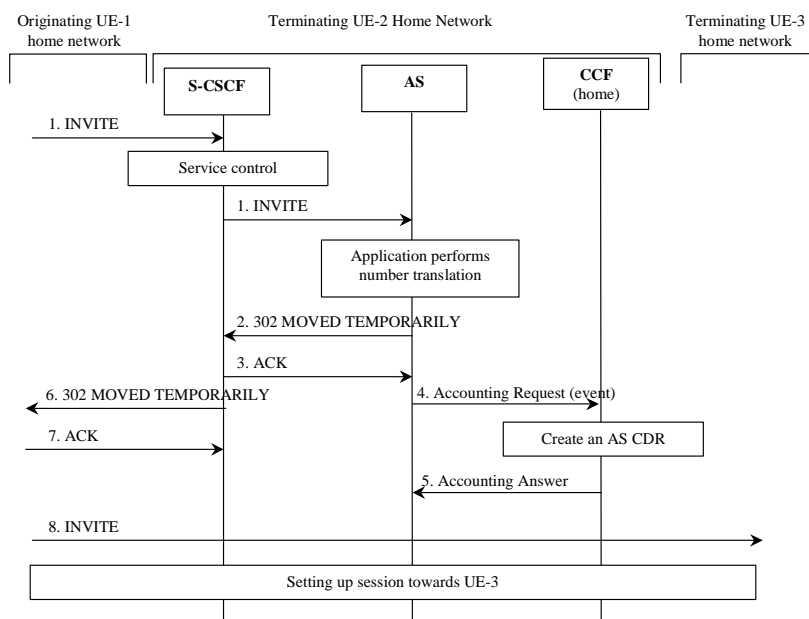 Originating UE-1
home network
Terminating UE-2 Home Network
Terminating UE-3
home network
S-CSCF
AS
CCF
(home)
1. INVITE
Service control
1. INVITE
Application performs
number translation
2. 302 MOVED TEMPORARILY
3. ACK
6. 302 MOVED TEMPORARILY
4. Accounting Request (event)
7. ACK
Create an AS CDR
5. Accounting Answer
8. INVITE
Setting up session towards UE-3